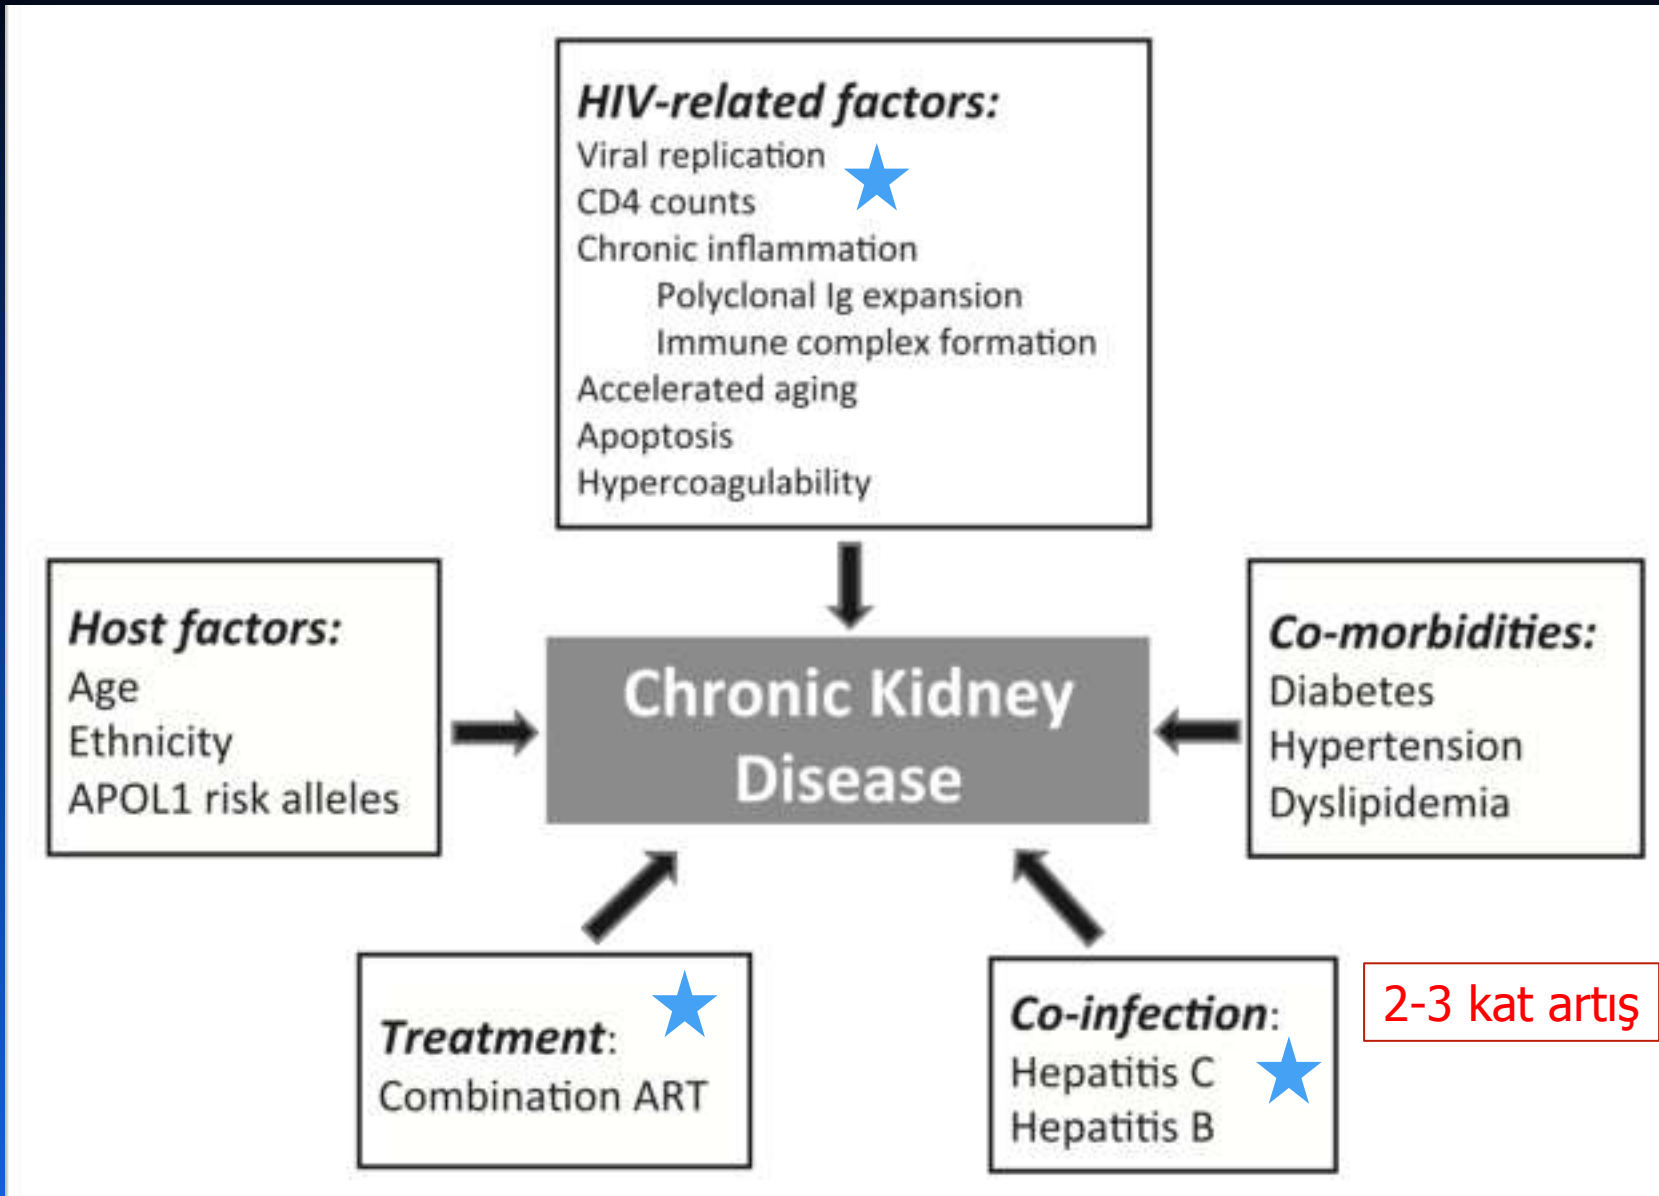 HIV-related factors:
Viral replication
CD4 counts
Chronic inflammation
Polyclonal Ig expansion
Immune complex formation
Accelerated aging
Apoptosis
Hypercoagulability
Host factors:
Age
Ethnicity
APOL1 risk alleles
Chronic Kidney
Disease
Co-morbidities:
Diabetes
Hypertension
Dyslipidemia
Treatment:
Combination ART
Co-infection:
Hepatitis C
Hepatitis B
2-3 kat artış